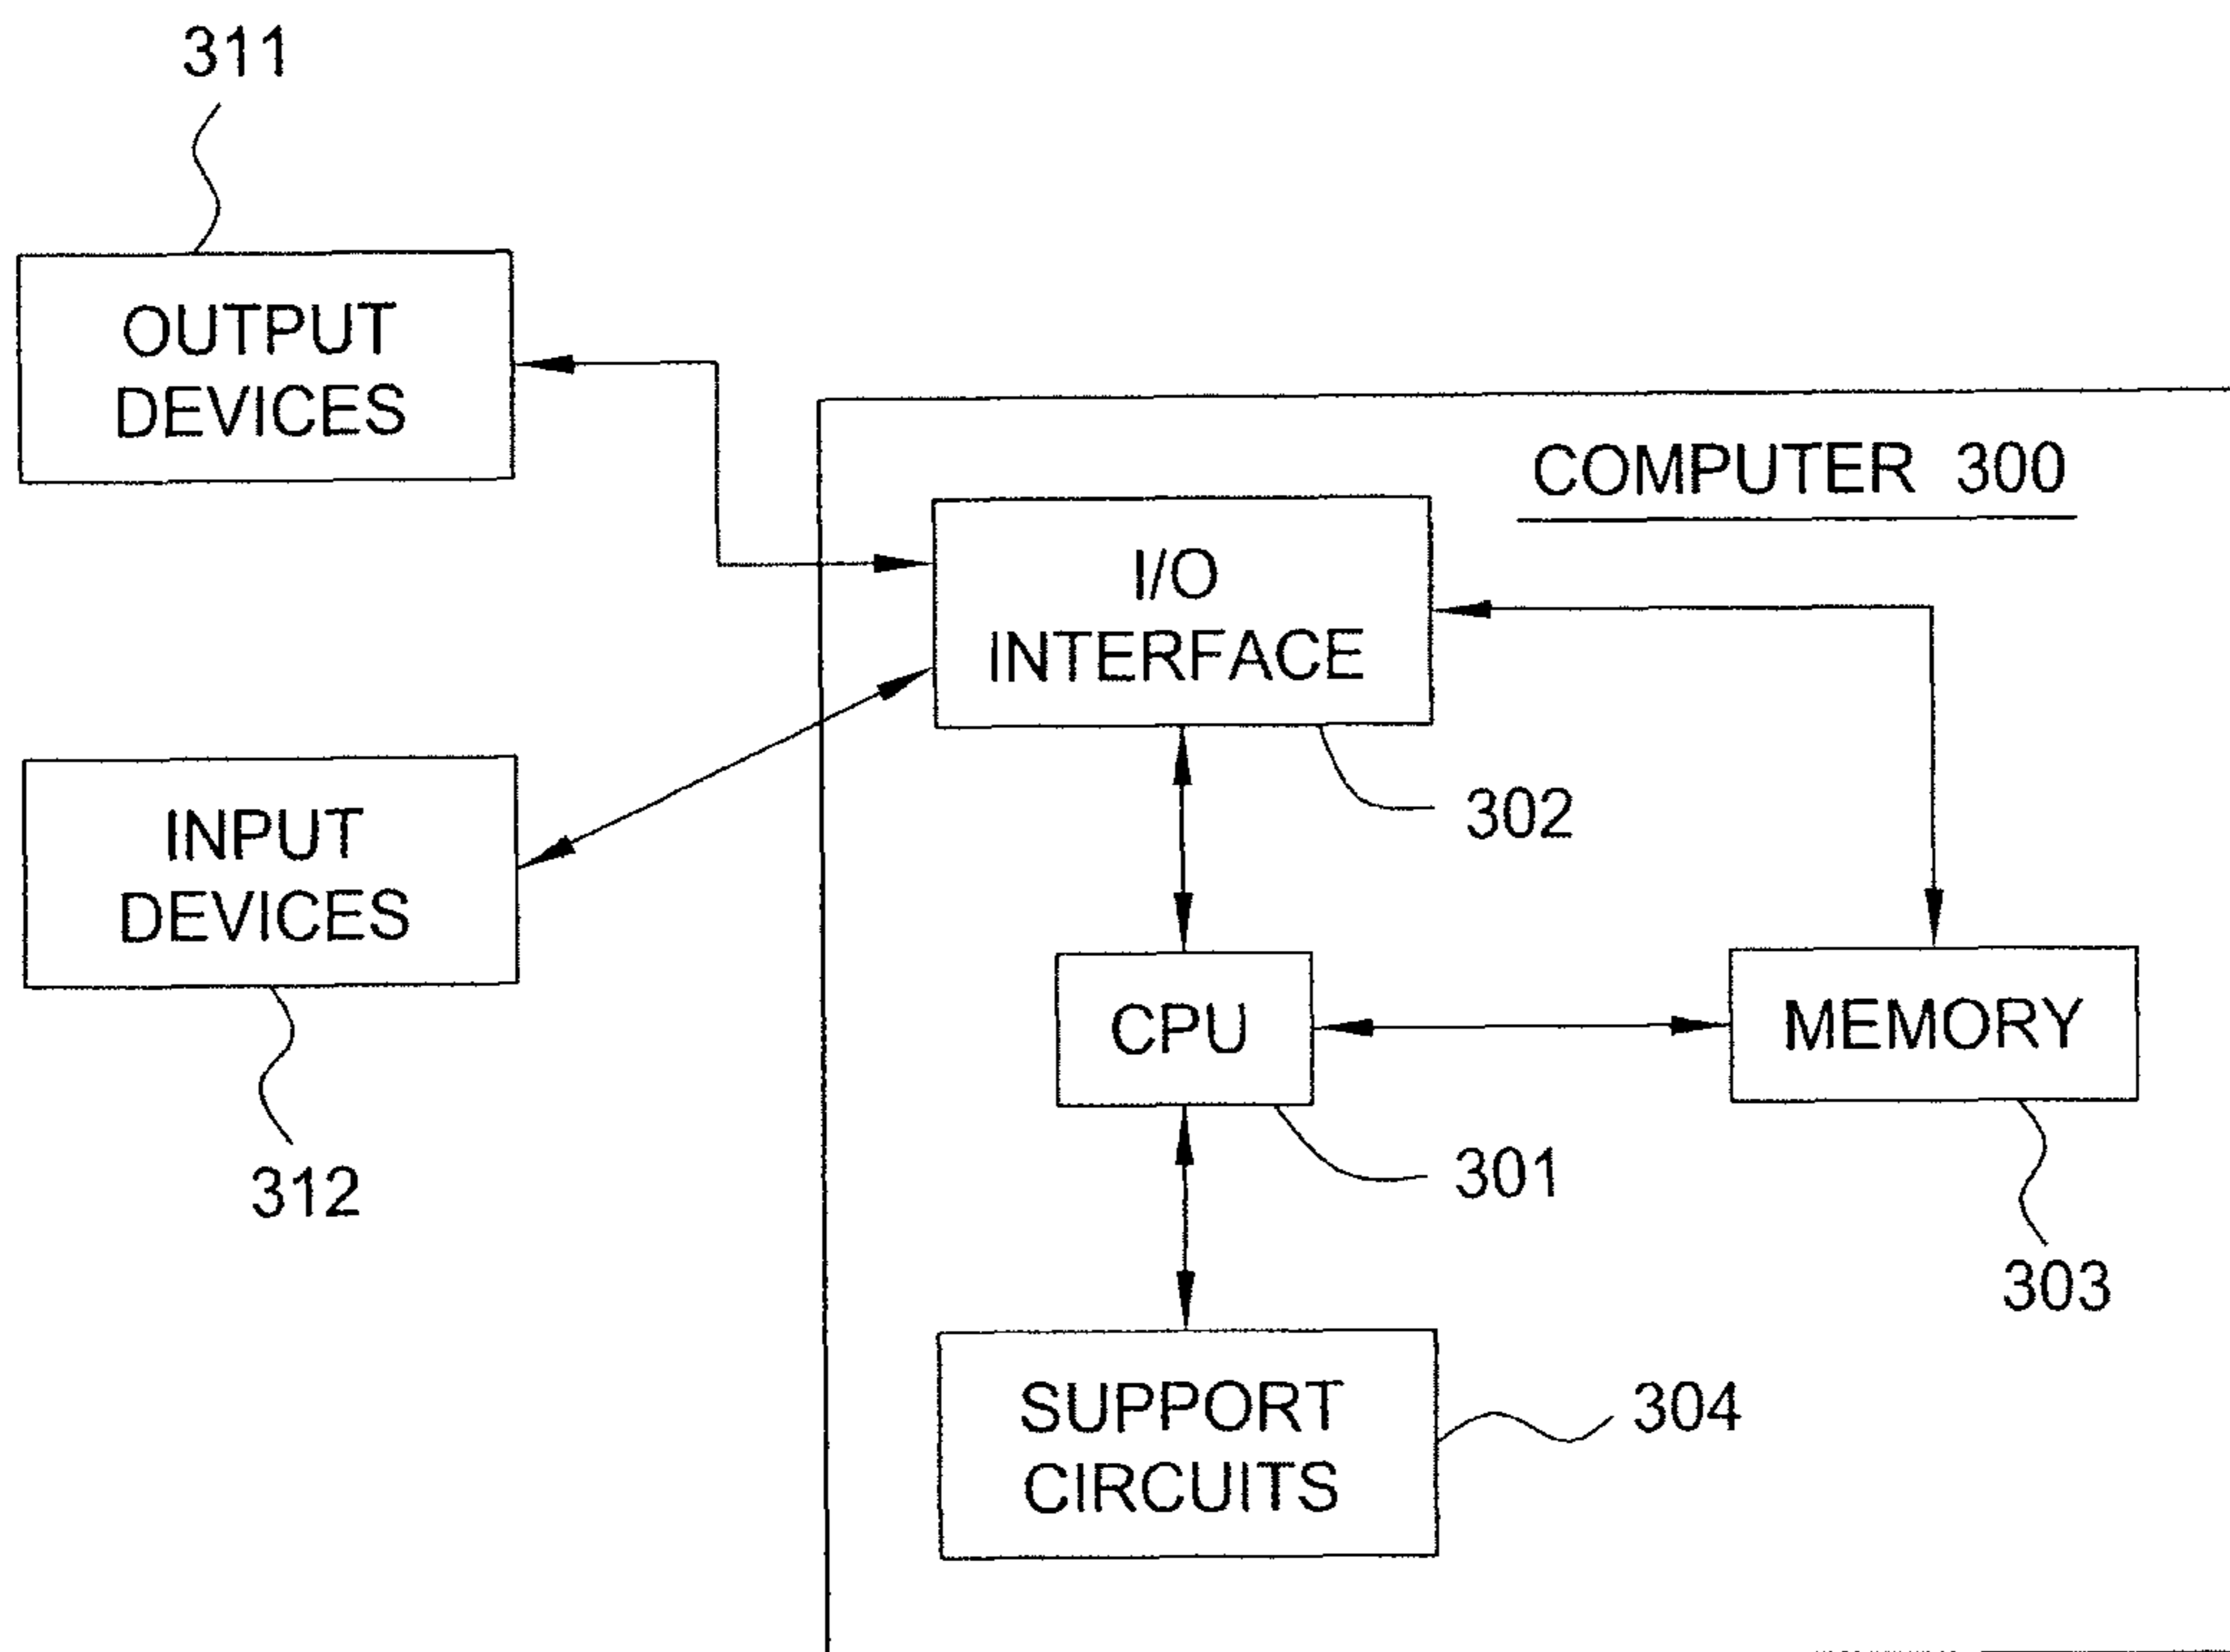 311
OUTPUT
DEVICES
COMPUTER 300
I/O
INTERFACE
302
INPUT
DEVICES
312
CPU
301
MEMORY
303
SUPPORT
CIRCUITS
304